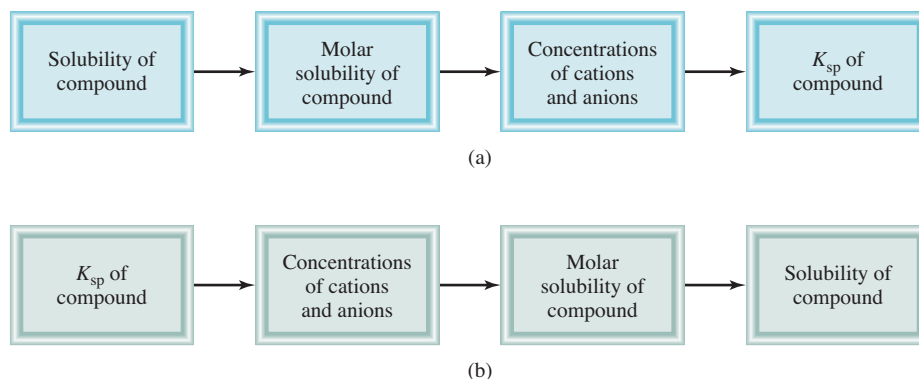 Solubility of
compound
Molar
solubility of
compound
Concentrations
of cations
and anions
Ksp of
compound
(a)
Ksp of
compound
Concentrations
of cations
and anions
Molar
solubility of
compound
Solubility of
compound
(b)